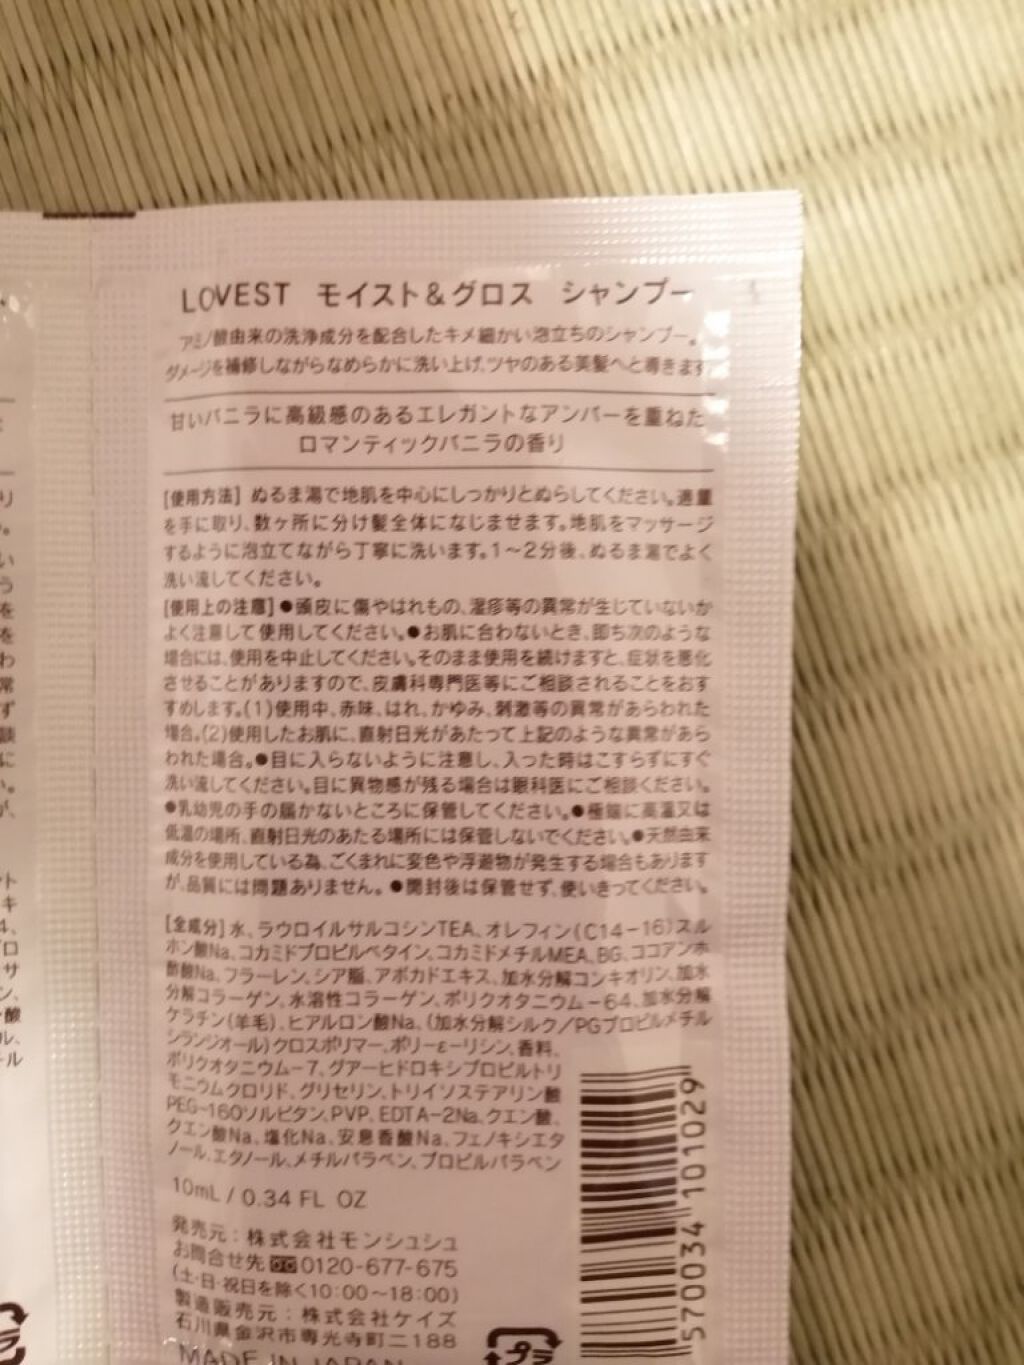 LOVEST モイスト&グロス シャンプー
アミノ酸由来の洗浄成分を配合したキメ細かい泡立ちのシャンプー。
ダメージを補修しながらなめらかに洗い上げ、ツヤのある美髪へと導きます
甘いバニラに高級感のあるエレガントなアンバーを重ねた
ロマンティックバニラの香り
[使用方法] ぬるま湯で地肌を中心にしっかりとぬらしてください。適量
を手に取り、数ヶ所に分け髪全体になじませます。地肌をマッサージ
するように泡立てながら丁寧に洗います。1〜2分後、ぬるま湯でよく
洗い流してください。
[使用上の注意] ●頭皮に傷やはれもの、湿疹等の異常が生じていないか
よく注意して使用してください。●お肌に合わないとき、即ち次のような
場合には、使用を中止してください。そのまま使用を続けますと、症状を悪化
させることがありますので、皮膚科専門医等にご相談されることをおす
すめします。(1)使用中、赤味、はれ、かゆみ、刺激等の異常があらわれた
場合。(2)使用したお肌に、直射日光があたって上記のような異常があら
われた場合。●目に入らないように注意し、入った時はこすらずにすぐ
洗い流してください。目に異物感が残る場合は眼科医にご相談ください。
●乳幼児の手の届かないところに保管してください。●極端に高温又は
低温の場所、直射日光のあたる場所には保管しないでください。●天然由来
成分を使用している為、ごくまれに変色や浮遊物が発生する場合もあります
が、品質には問題ありません。●開封後は保管せず、使いきってください。
[全成分] 水、ラウロイルサルコシンTEA、オレフィン(C14-16)スル
ホン酸Na、コカミドプロピルベタイン、コカミドメチルMEA、BG、ココアンホ
酢酸Na、フラーレン、シア脂、アボカドエキス、加水分解コンキオリン、加水
分解コラーゲン、水溶性コラーゲン、ポリクオタニウム-64、加水分解
ケラチン(羊毛)、ヒアルロン酸Na、(加水分解シルク/PGプロピルメチル
シランジオール)クロスポリマー、ポリ-ε-リシン、香料、
ポリクオタニウム-7、グアーヒドロキシプロピルトリ
モニウムクロリド、グリセリン、トリイソステアリン酸
PEG-160ソルビタン、PVP、EDTA-2Na、クエン酸、
クエン酸Na、塩化Na、安息香酸Na、フェノキシエタ
ノール、エタノール、メチルパラベン、プロピルパラベン
10mL / 0.34 FL OZ
発売元:株式会社モンシュシュ
お問合せ先 0120-677-675
(土・日・祝日を除く10:00〜18:00)
製造販売元:株式会社ケイズ
石川県金沢市専光寺町ニ188
MADE IN JAPAN
プラ
4570034101029